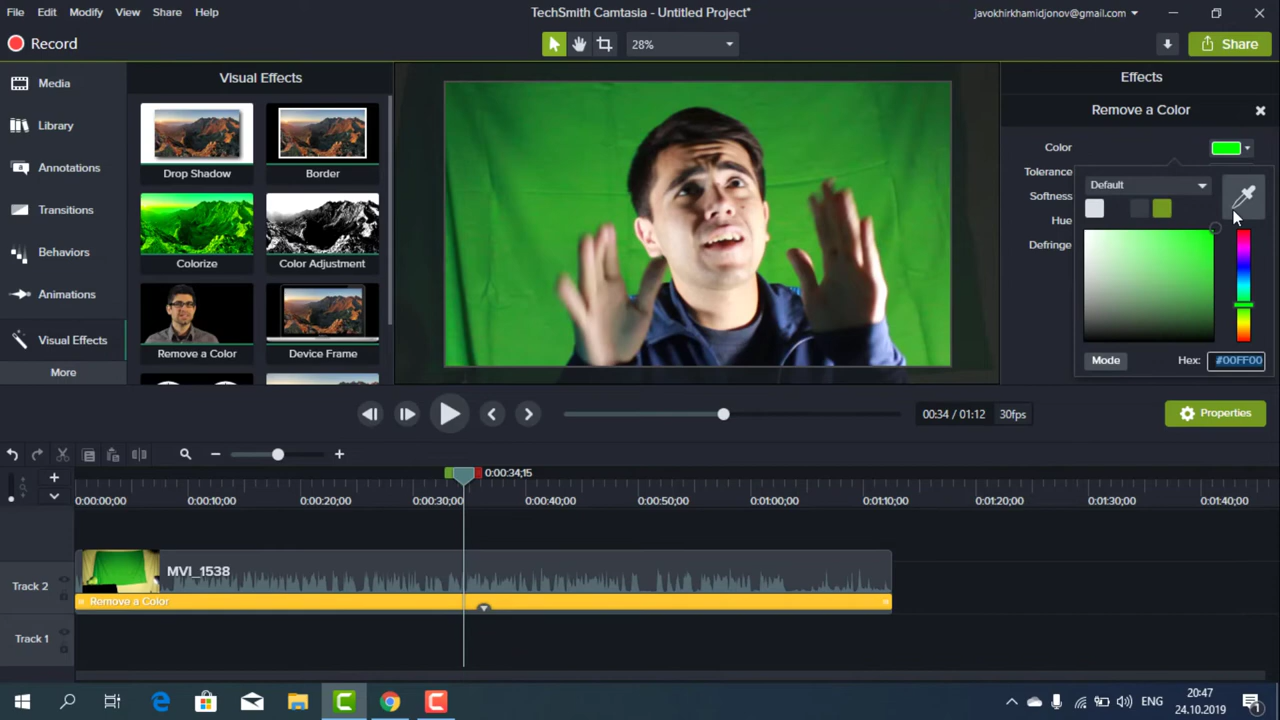 File Edit Modify View Share Help
TechSmith Camtasia - Untitled Project*
javokhirkhamidjonov@gmail.com
Record
28%
Share
Media
Library
Annotations
Transitions
Behaviors
Animations
Visual Effects
More
Visual Effects
Drop Shadow
Border
Colorize
Color Adjustment
Remove a Color
Device Frame
Effects
Remove a Color
Color
Tolerance
Softness
Hue
Defringe
Default
Mode
Hex: #00FF00
00:34 / 01:12 30fps
Properties
0:00:34;15
0:00:00;00 0:00:10;00 0:00:20;00 0:00:30;00 0:00:40;00 0:00:50;00 0:01:00;00 0:01:10;00 0:01:20;00 0:01:30;00 0:01:40;00
Track 2
MVI_1538
Remove a Color
Track 1
ENG
20:47
24.10.2019
1